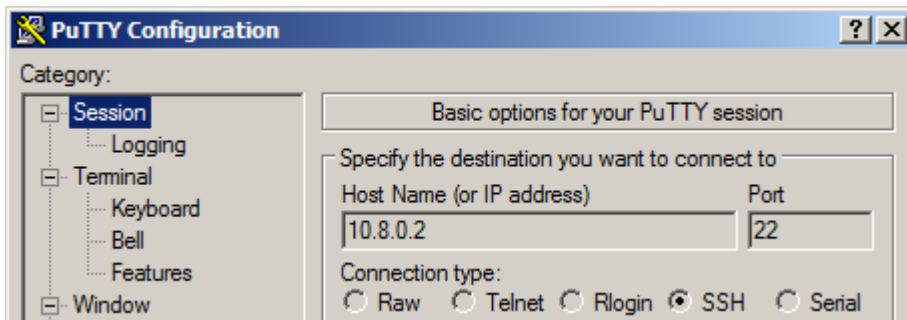 PuTTY Configuration
Category:
Session
Logging
Terminal
Keyboard
Bell
Features
Window
Basic options for your PuTTY session
Specify the destination you want to connect to
Host Name (or IP address) Port
10.8.0.2 22
Connection type:
Raw Telnet Rlogin SSH Serial